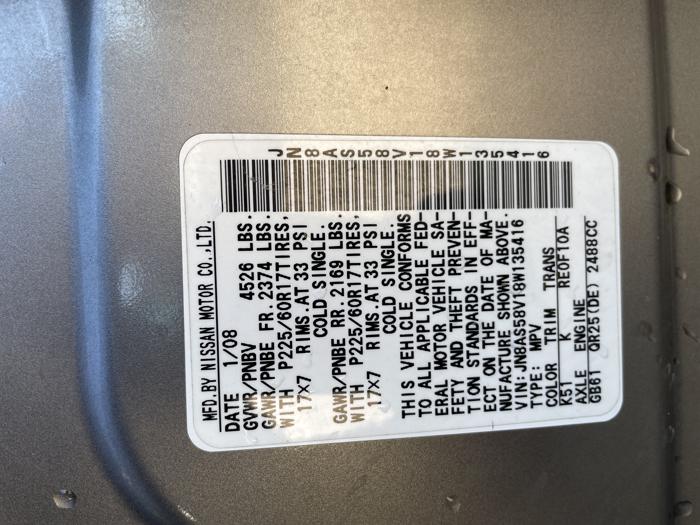 MFD.BY NISSAN MOTOR CO.,LTD.
DATE 1/08
GVWR/PNBV 4526 LBS.
GAWR/PNBE FR. 2374 LBS.
WITH P225/60R17TIRES,
17X7 RIMS.AT 33 PSI
COLD SINGLE.
GAWR/PNBE RR. 2169 LBS.
WITH P225/60R17TIRES,
17X7 RIMS.AT 33 PSI
COLD SINGLE.
THIS VEHICLE CONFORMS
TO ALL APPLICABLE FED-
ERAL MOTOR VEHICLE SA-
FETY AND THEFT PREVEN-
TION STANDARDS IN EFF-
ECT ON THE DATE OF MA-
NUFACTURE SHOWN ABOVE.
VIN:JN8AS58V18W135416
TYPE: MPV
COLOR TRIM TRANS
K51 K RE0F10A
AXLE ENGINE
GB61 QR25(DE) 2488CC
JN8AS58V18W135416